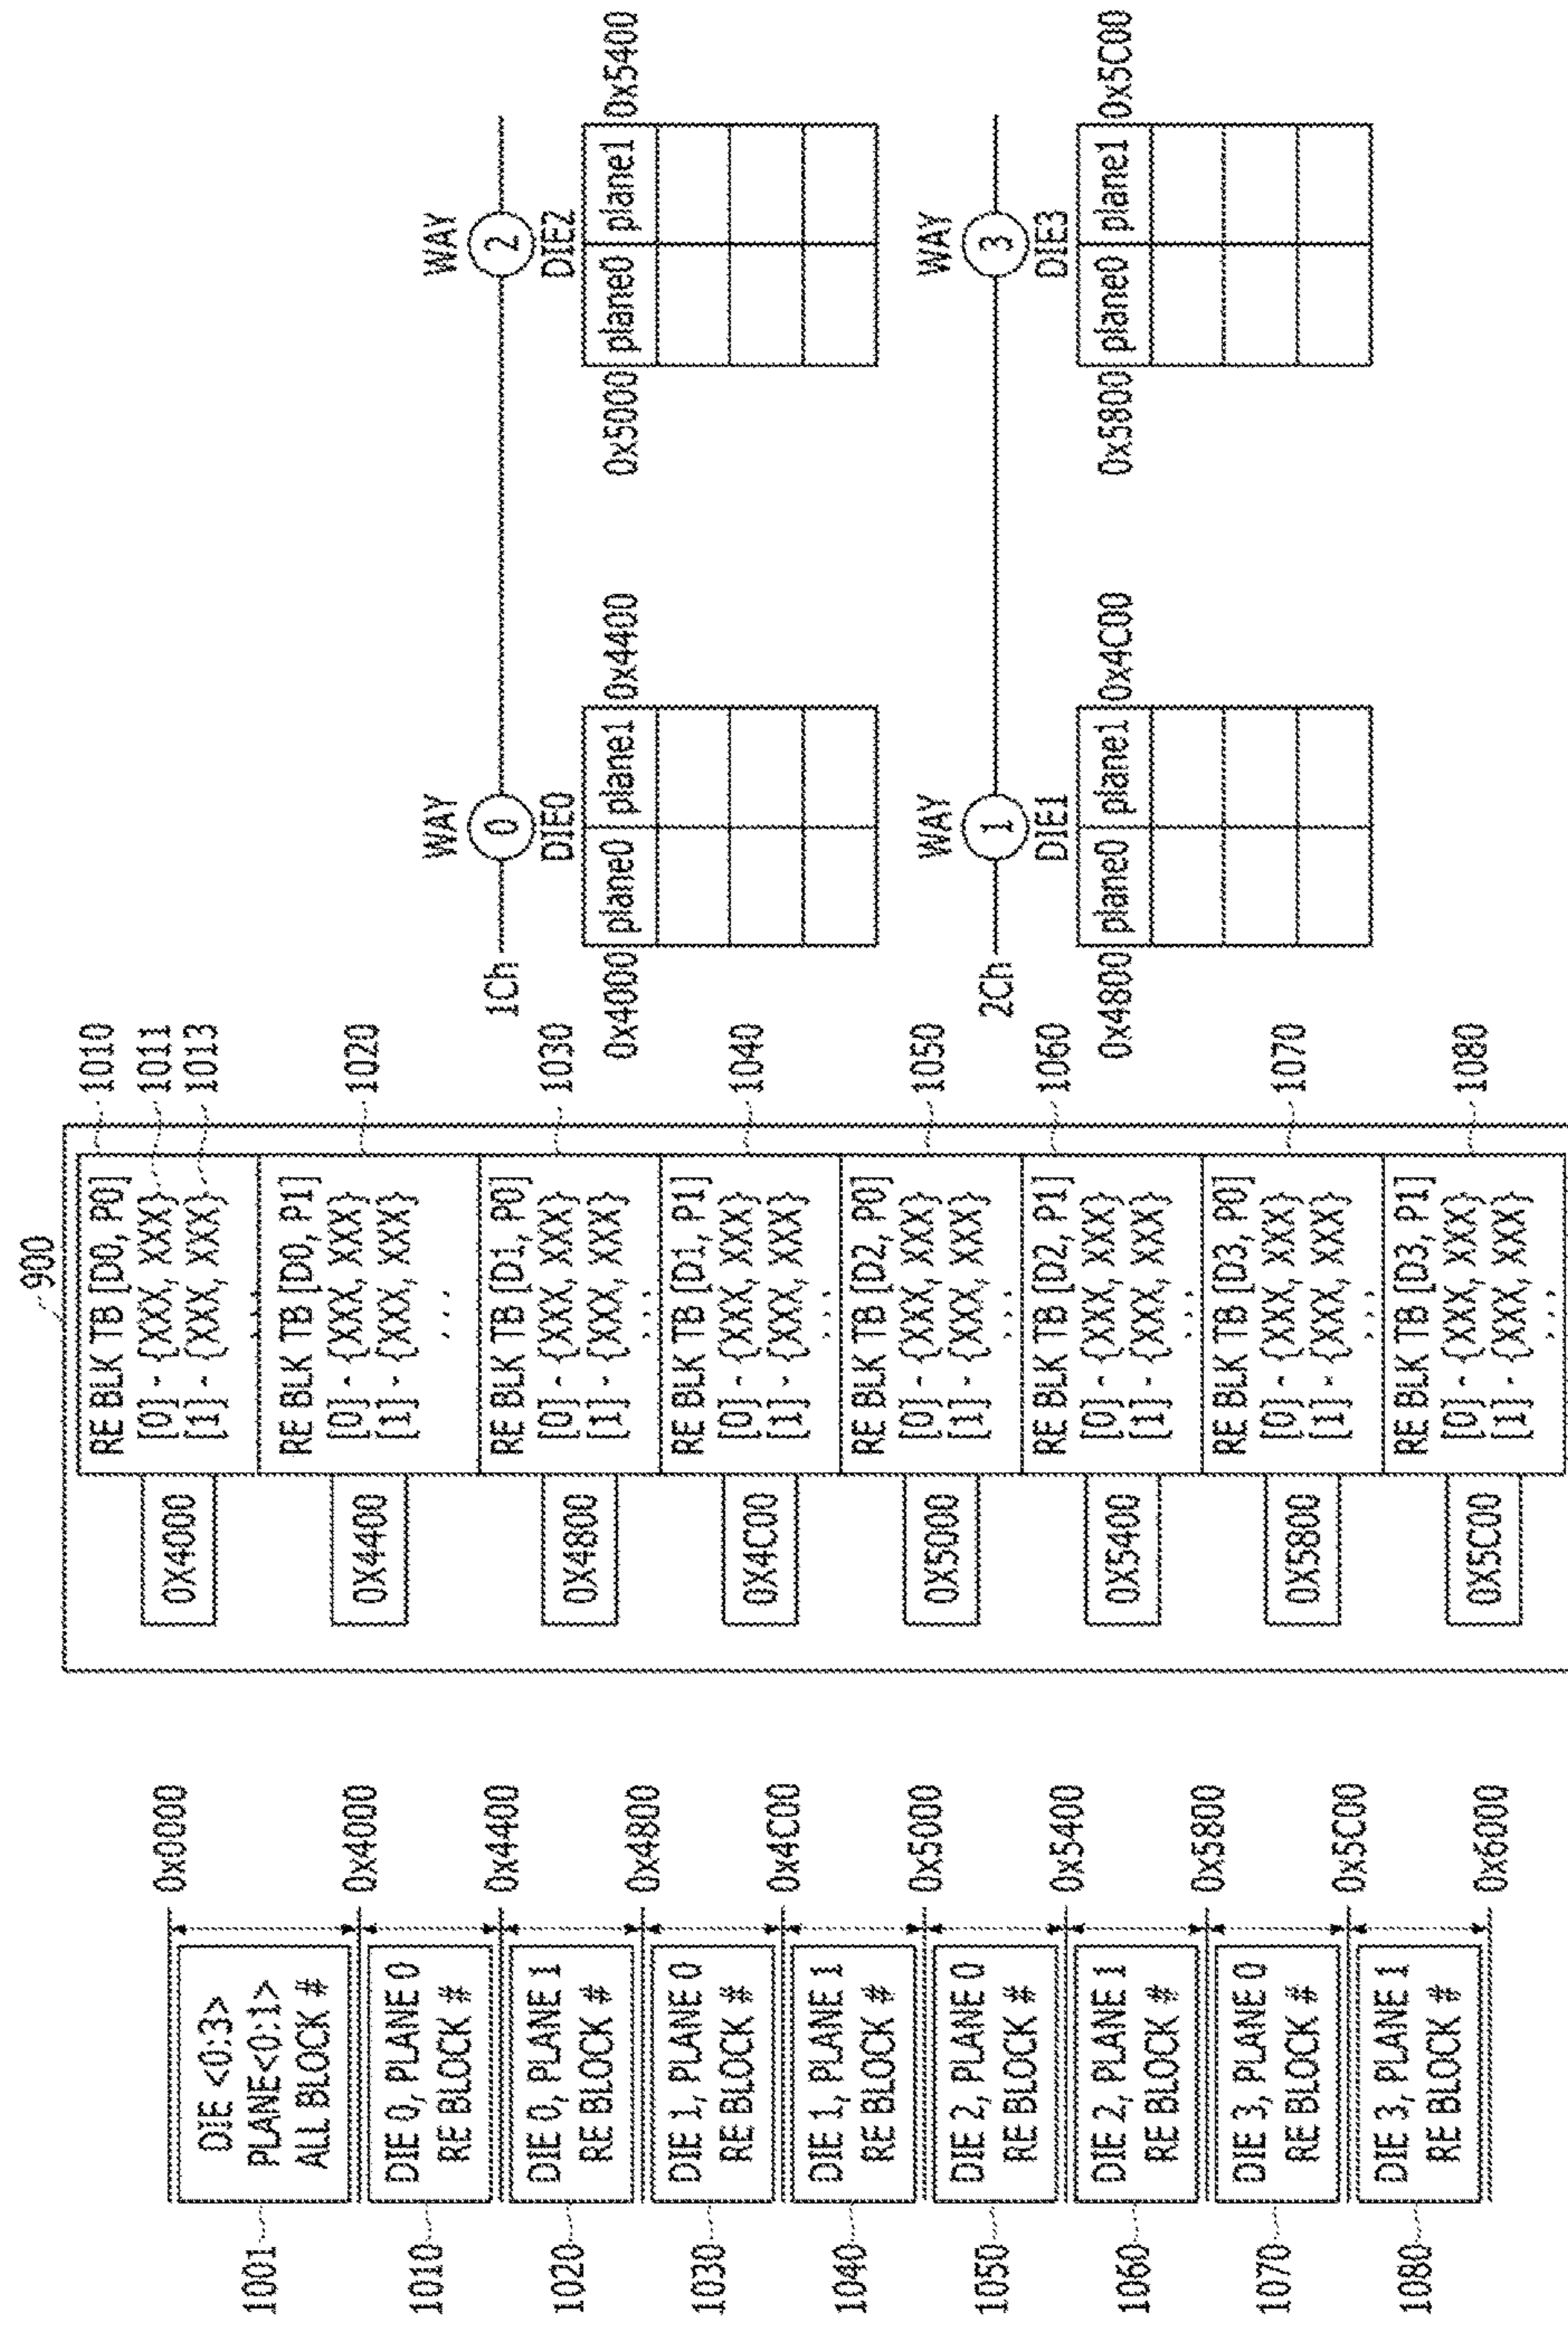 1001
DIE <0:3>
PLANE<0:1>
ALL BLOCK #
0x0000
1010
DIE 0, PLANE 0
RE BLOCK #
0x4000
1020
DIE 0, PLANE 1
RE BLOCK #
0x4400
1030
DIE 1, PLANE 0
RE BLOCK #
0x4800
1040
DIE 1, PLANE 1
RE BLOCK #
0x4C00
1050
DIE 2, PLANE 0
RE BLOCK #
0x5000
1060
DIE 2, PLANE 1
RE BLOCK #
0x5400
1070
DIE 3, PLANE 0
RE BLOCK #
0x5800
1080
DIE 3, PLANE 1
RE BLOCK #
0x5C00
0x6000
900
0X4000
RE BLK TB [D0, P0]
[0] - {XXX, XXX}
[1] - {XXX, XXX}
...
1010
1011
1013
0X4400
RE BLK TB [D0, P1]
[0] - {XXX, XXX}
[1] - {XXX, XXX}
...
1020
0X4800
RE BLK TB [D1, P0]
[0] - {XXX, XXX}
[1] - {XXX, XXX}
...
1030
0X4C00
RE BLK TB [D1, P1]
[0] - {XXX, XXX}
[1] - {XXX, XXX}
...
1040
0X5000
RE BLK TB [D2, P0]
[0] - {XXX, XXX}
[1] - {XXX, XXX}
...
1050
0X5400
RE BLK TB [D2, P1]
[0] - {XXX, XXX}
[1] - {XXX, XXX}
...
1060
0X5800
RE BLK TB [D3, P0]
[0] - {XXX, XXX}
[1] - {XXX, XXX}
...
1070
0X5C00
RE BLK TB [D3, P1]
[0] - {XXX, XXX}
[1] - {XXX, XXX}
...
1080
WAY
WAY
1Ch
0
2
DIE0
DIE2
0x4000 plane0 plane1 0x4400
0x5000 plane0 plane1 0x5400
WAY
WAY
2Ch
1
3
DIE1
DIE3
0x4800 plane0 plane1 0x4C00
0x5800 plane0 plane1 0x5C00